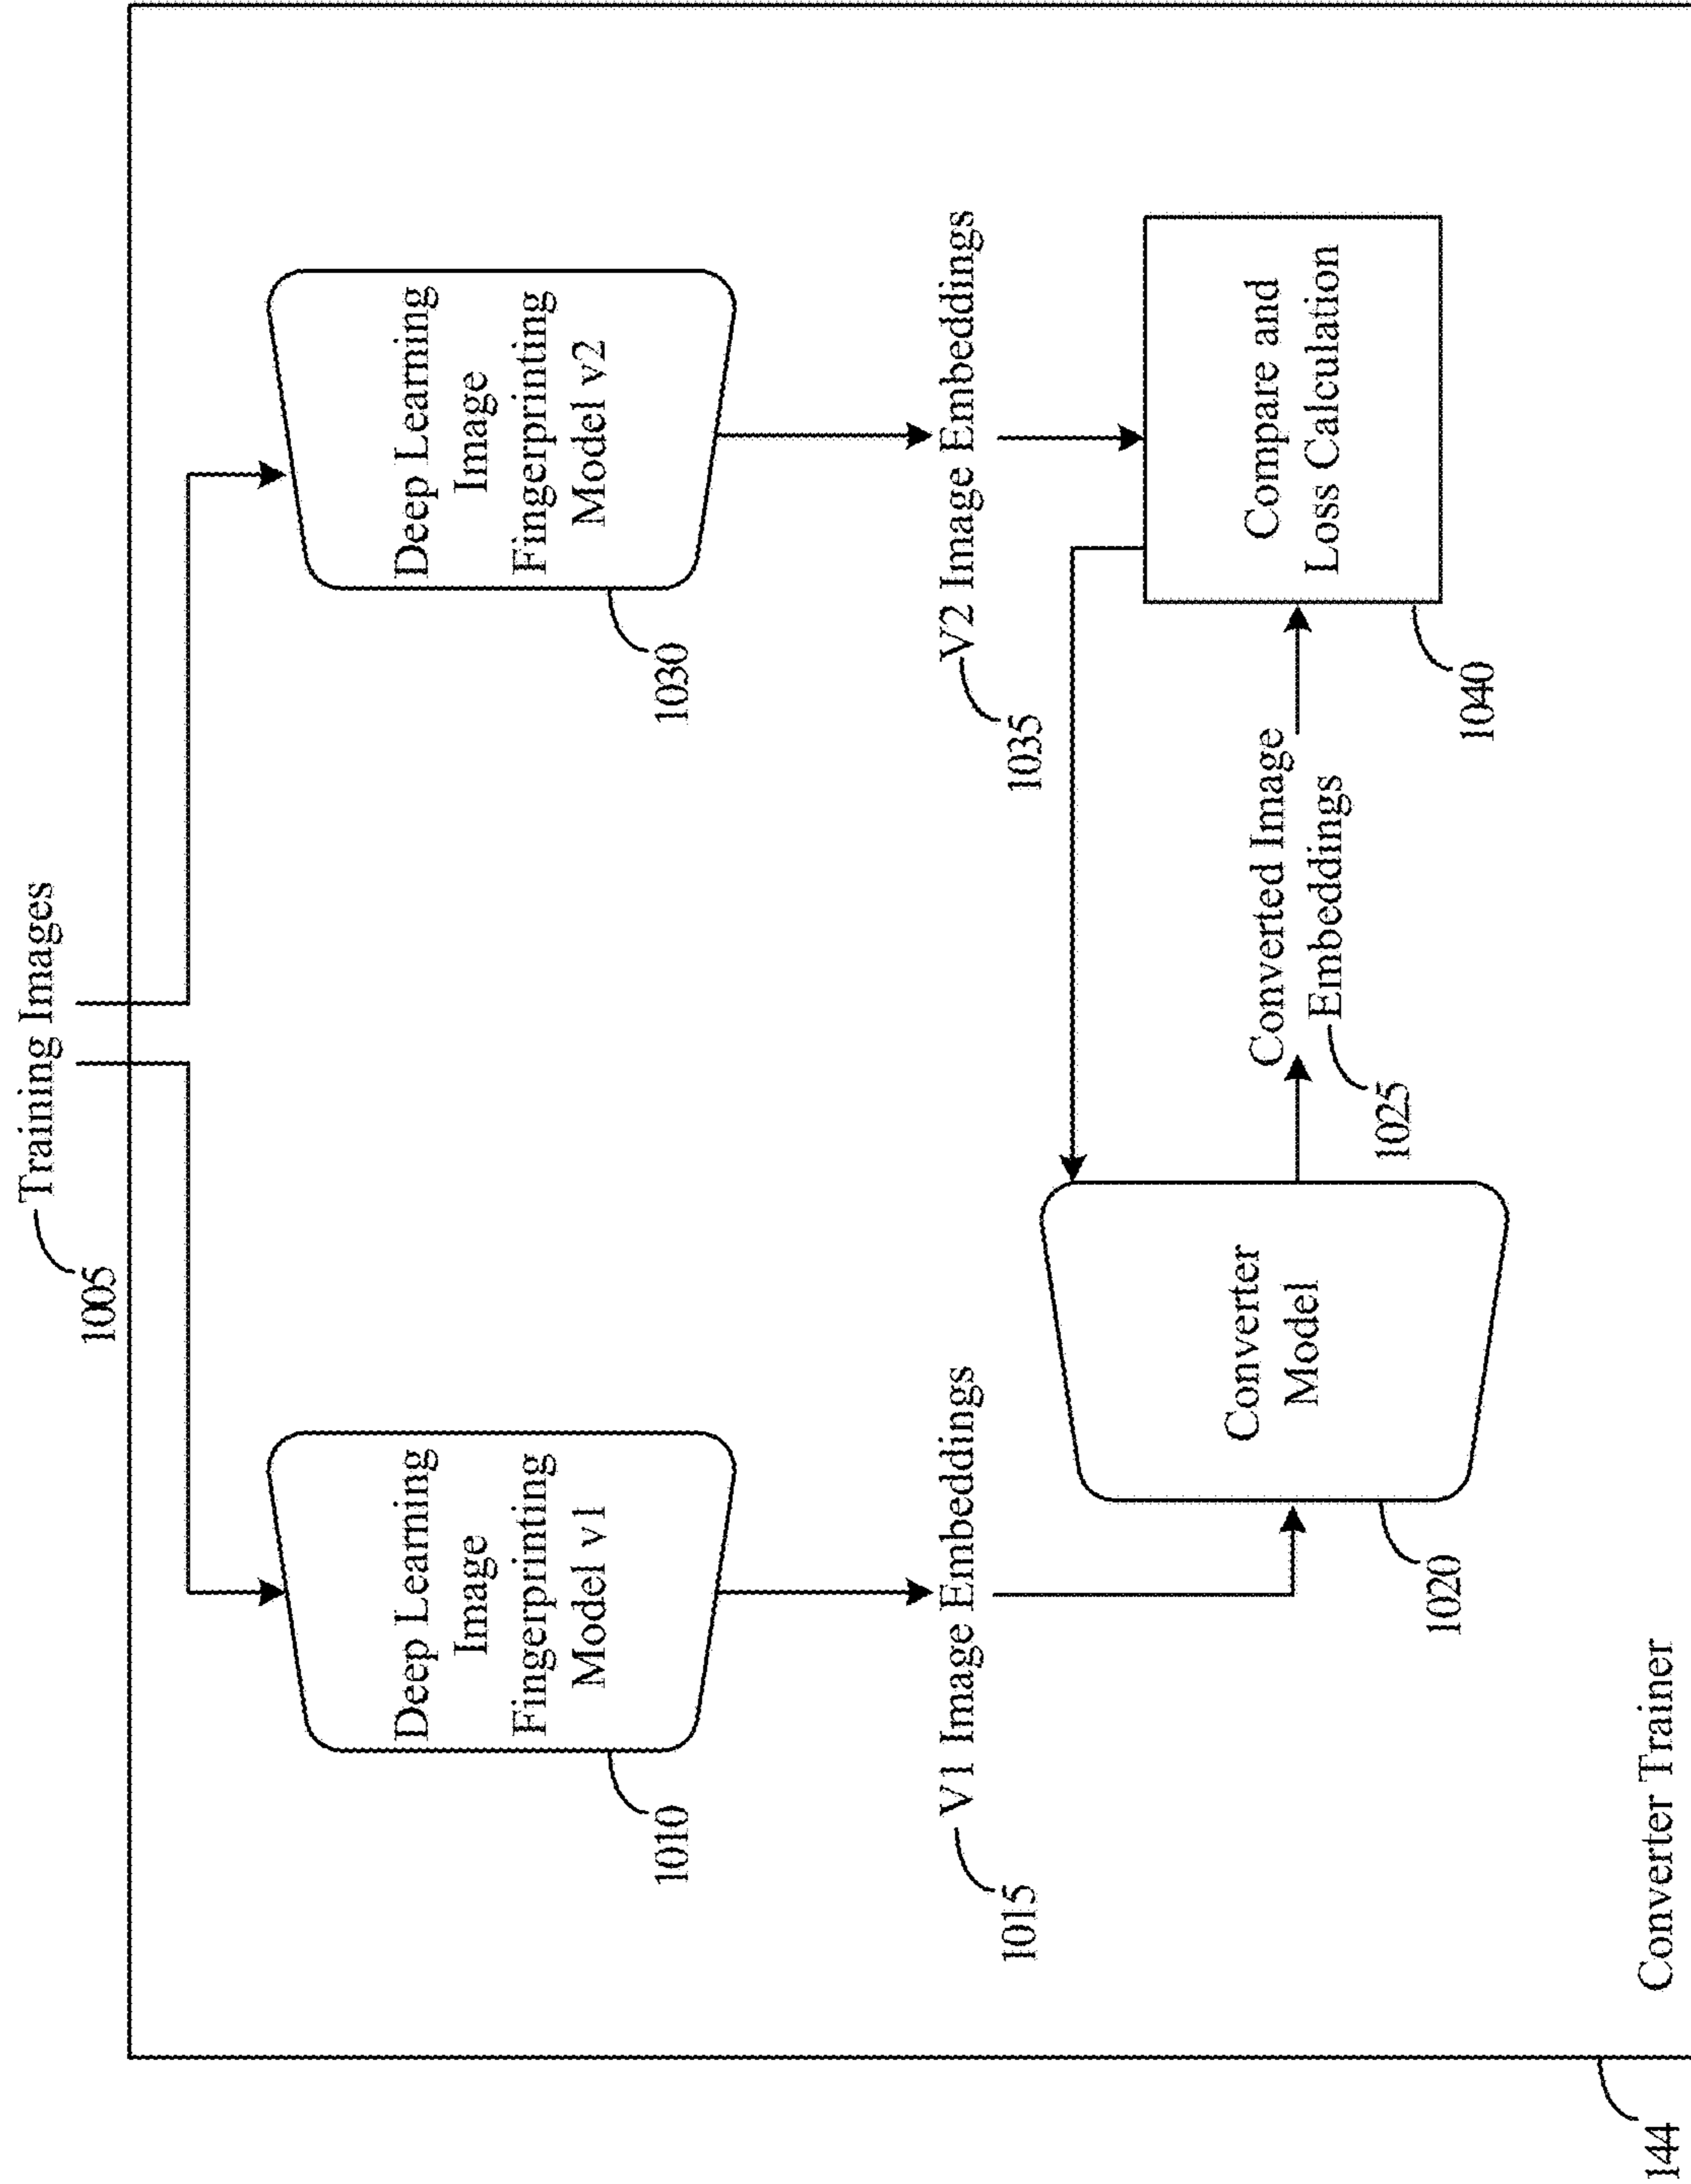 Training Images
1005
Deep Learning
Image
Fingerprinting
Model v1
1010
Deep Learning
Image
Fingerprinting
Model v2
1030
V1 Image Embeddings
1015
V2 Image Embeddings
1035
Converter
Model
1020
Converted Image
Embeddings
1025
Compare and
Loss Calculation
1040
Converter Trainer
144